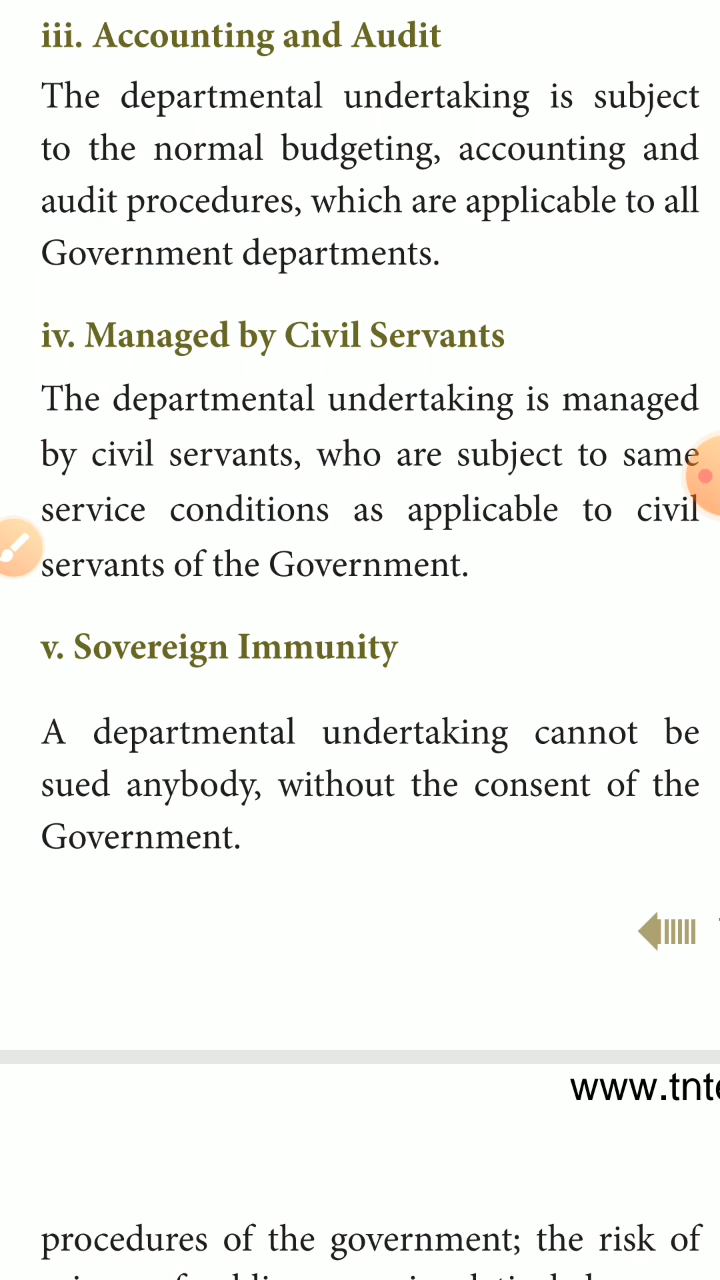 iii. Accounting and Audit
The departmental undertaking is subject
to the normal budgeting, accounting and
audit procedures, which are applicable to all
Government departments.
iv. Managed by Civil Servants
The departmental undertaking is managed
by civil servants, who are subject to same
service conditions as applicable to civil
servants of the Government.
v. Sovereign Immunity
A departmental undertaking cannot be
sued anybody, without the consent of the
Government.
www.tnte
procedures of the government; the risk of